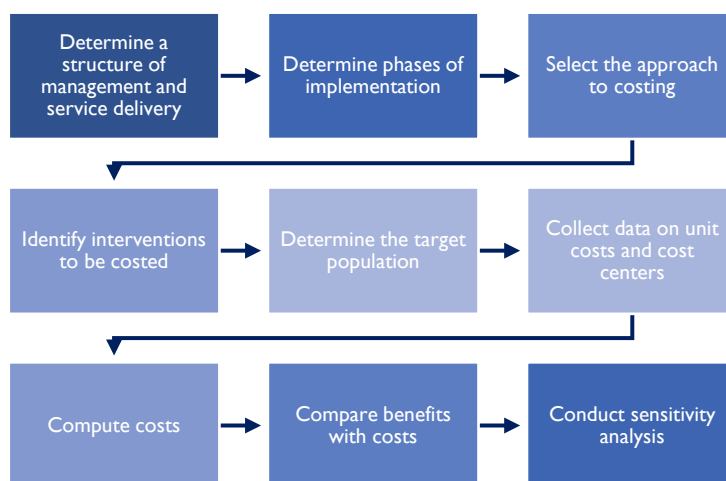 Determine a
structure of
management and
service delivery
Determine phases of
implementation
Select the approach
to costing
Identify interventions
to be costed
Determine the target
population
Collect data on unit
costs and cost
centers
Compute costs
Compare benefits
with costs
Conduct sensitivity
analysis